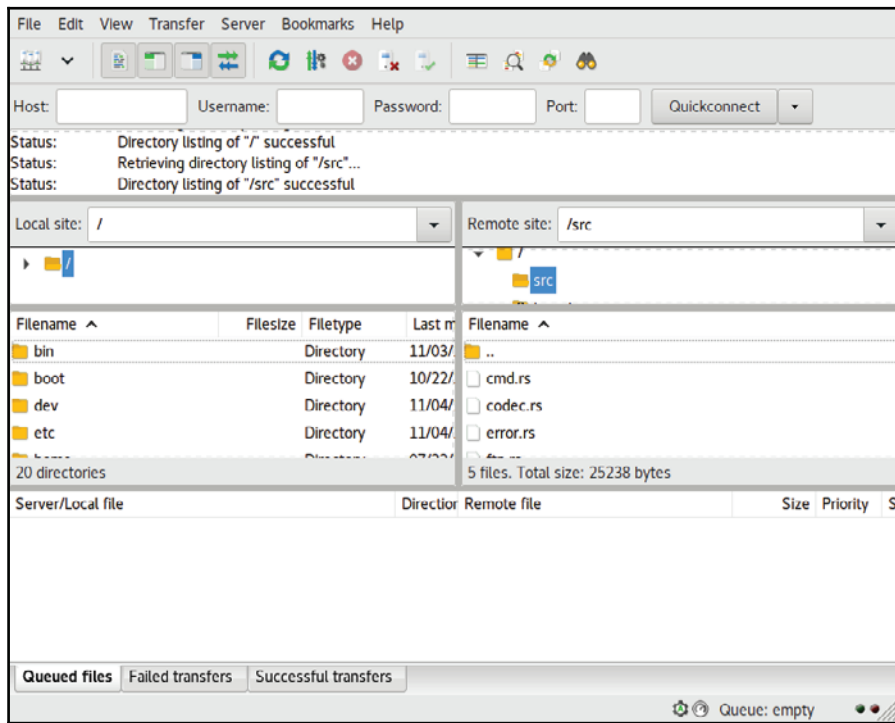 File Edit View Transfer Server Bookmarks Help
Host: Username: Password: Port: Quickconnect
Status: Directory listing of "/" successful
Status: Retrieving directory listing of "/src"...
Status: Directory listing of "/src" successful
Local site: /
Remote site: /src
/
/
src
Filename Filesize Filetype Last m
bin Directory 11/03/
boot Directory 10/22/
dev Directory 11/04/
etc Directory 11/04/
20 directories
Filename
..
cmd.rs
codec.rs
error.rs
ftp.rs
5 files. Total size: 25238 bytes
Server/Local file Direction Remote file Size Priority S
Queued files Failed transfers Successful transfers
Queue: empty